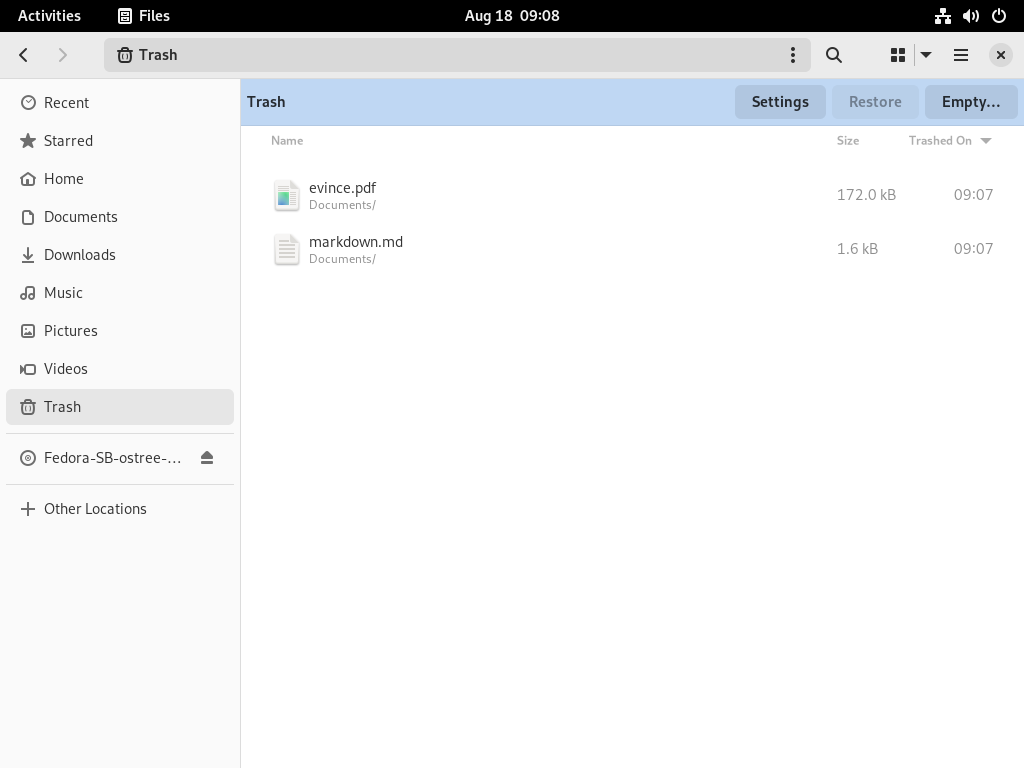 Activities
Files
Aug 18 09:08
Trash
Trash
Settings
Restore
Empty...
Recent
Starred
Home
Documents
Downloads
Music
Pictures
Videos
Trash
Fedora-SB-ostree-...
Other Locations
Name
Size
Trashed On
evince.pdf
Documents/
172.0 kB
09:07
markdown.md
Documents/
1.6 kB
09:07